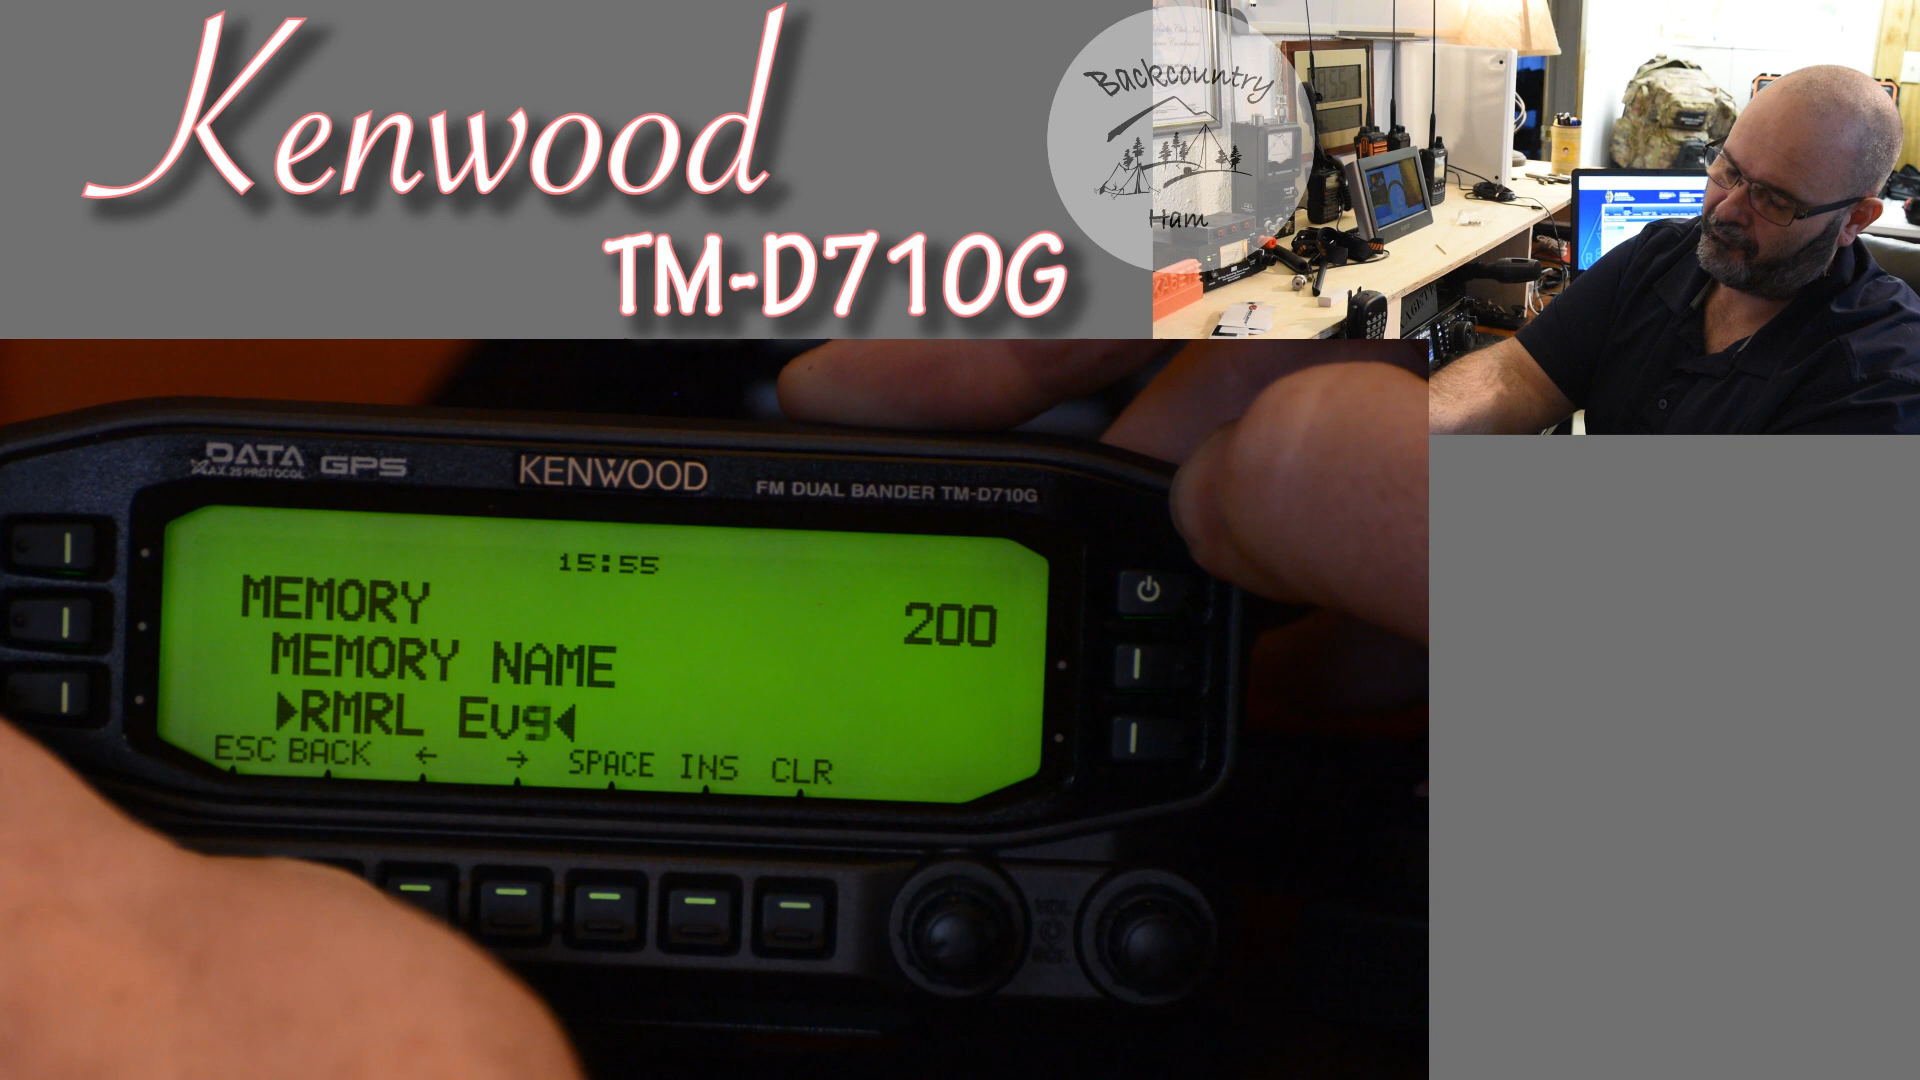 Kenwood
TM-D710G
Backcountry
Ham
DATA GPS
AX.25 PROTOCOL
KENWOOD
FM DUAL BANDER TM-D710G
15:55
MEMORY
200
MEMORY NAME
▶RMRL Evg◀
ESC BACK ← → SPACE INS CLR
VOL